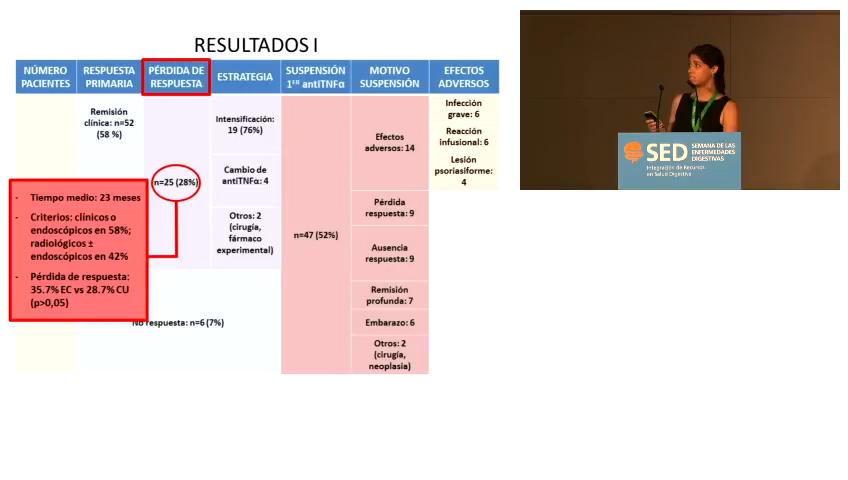 RESULTADOS I
NÚMERO
PACIENTES
RESPUESTA
PRIMARIA
PÉRDIDA DE
RESPUESTA
ESTRATEGIA
SUSPENSIÓN
1ER antiTNFα
MOTIVO
SUSPENSIÓN
EFECTOS
ADVERSOS
Remisión
clínica: n=52
(58 %)
n=25 (28%)
Intensificación:
19 (76%)
Cambio de
antiTNFα: 4
Otros: 2
(cirugía,
fármaco
experimental)
No respuesta: n=6 (7%)
n=47 (52%)
Efectos
adversos: 14
Pérdida
respuesta: 9
Ausencia
respuesta: 9
Remisión
profunda: 7
Embarazo: 6
Otros: 2
(cirugía,
neoplasia)
Infección
grave: 6
Reacción
infusional: 6
Lesión
psoriasiforme:
4
- Tiempo medio: 23 meses
- Criterios: clínicos o
endoscópicos en 58%;
radiológicos ±
endoscópicos en 42%
- Pérdida de respuesta:
35.7% EC vs 28.7% CU
(p>0,05)
SED
SEMANA DE LAS
ENFERMEDADES
DIGESTIVAS
Integración de Recursos
en Salud Digestiva